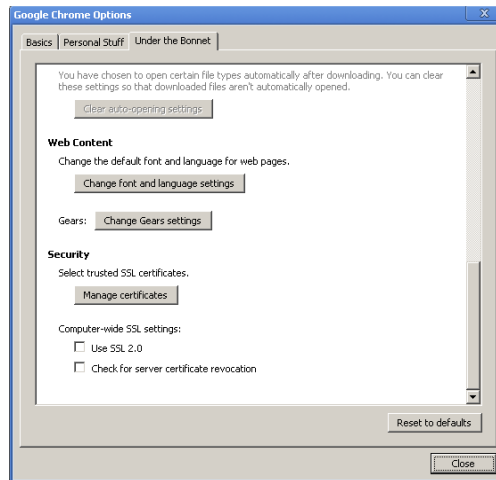 Google Chrome Options
Basics Personal Stuff Under the Bonnet
You have chosen to open certain file types automatically after downloading. You can clear
these settings so that downloaded files aren't automatically opened.
Clear auto-opening settings
Web Content
Change the default font and language for web pages.
Change font and language settings
Gears: Change Gears settings
Security
Select trusted SSL certificates.
Manage certificates
Computer-wide SSL settings:
Use SSL 2.0
Check for server certificate revocation
Reset to defaults
Close